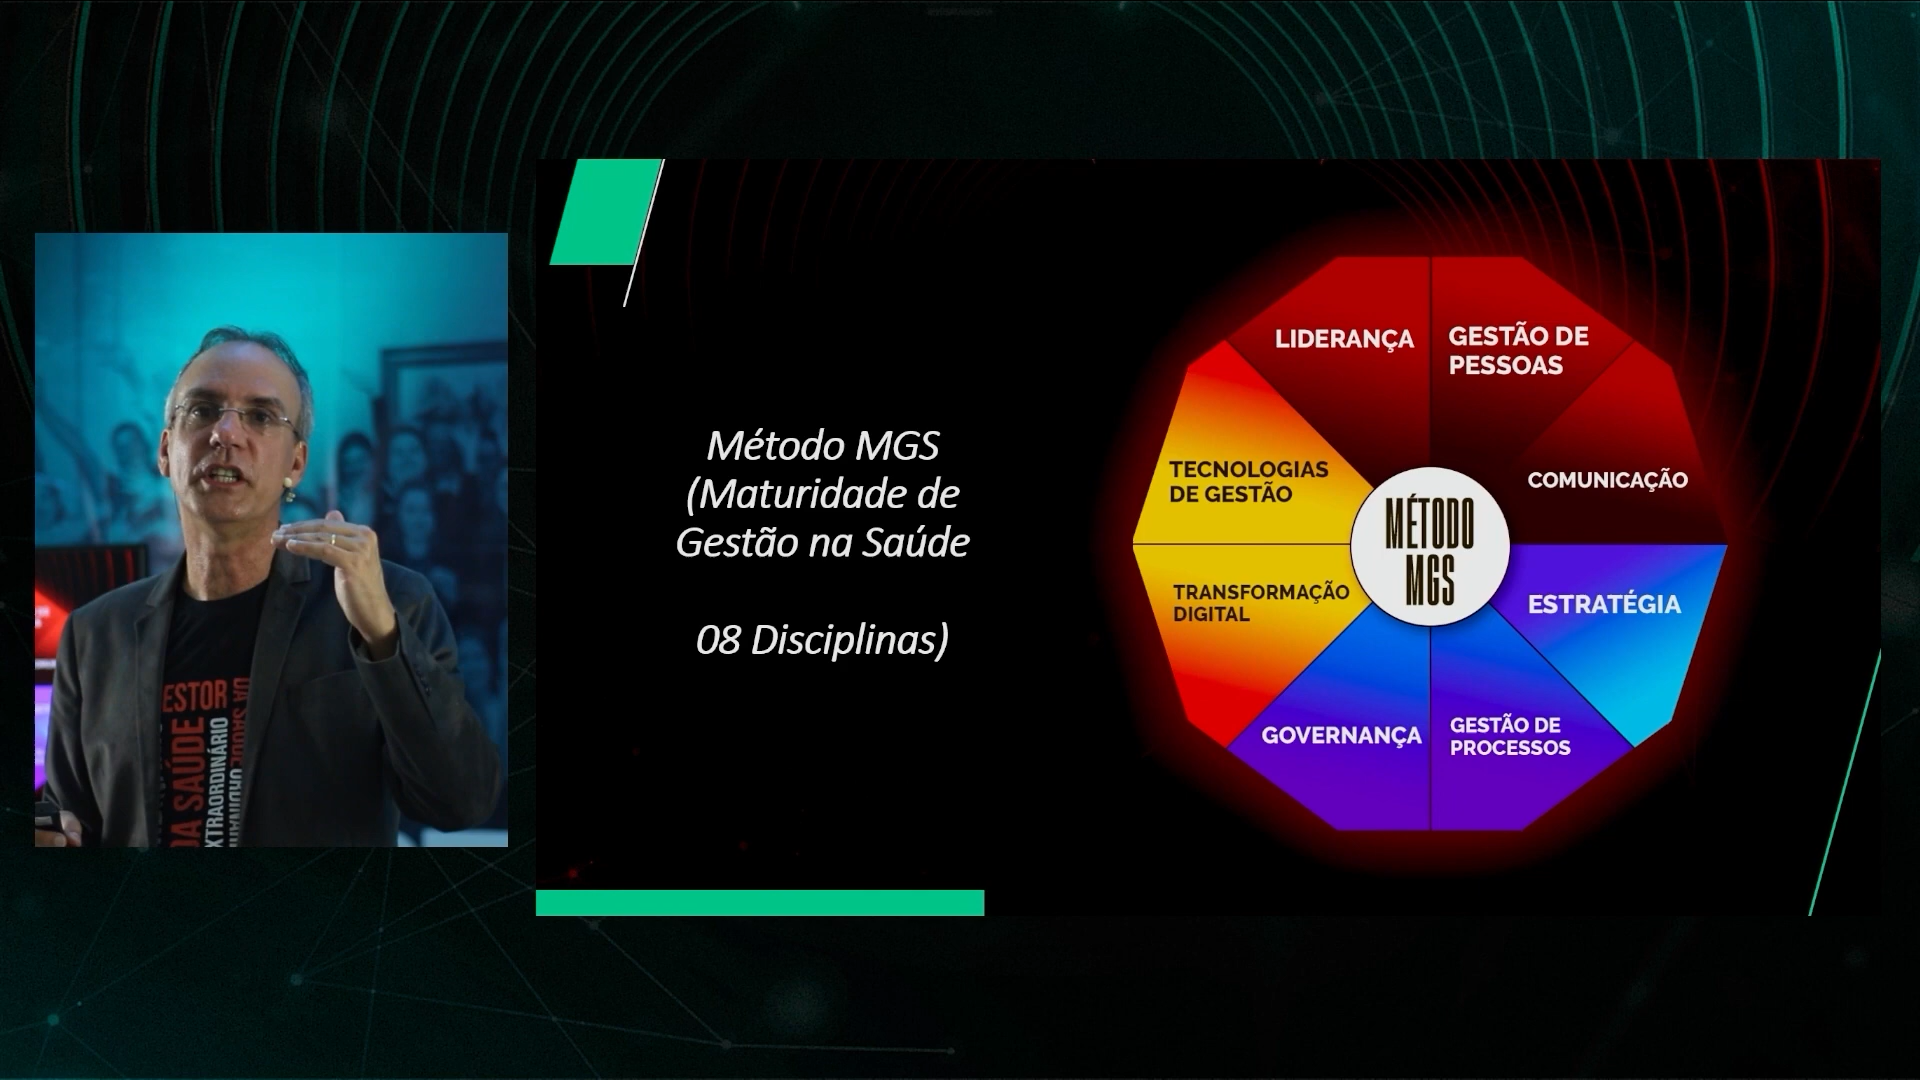 Método MGS
(Maturidade de
Gestão na Saúde
08 Disciplinas)
LIDERANÇA
GESTÃO DE
PESSOAS
COMUNICAÇÃO
ESTRATÉGIA
GESTÃO DE
PROCESSOS
GOVERNANÇA
TRANSFORMAÇÃO
DIGITAL
TECNOLOGIAS
DE GESTÃO
MÉTODO
MGS
ESTOR
DA SAÚDE
XTRAORDINÁRIO